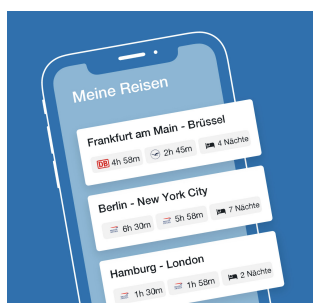 Meine Reisen
Frankfurt am Main - Brüssel
DB 4h 58m 2h 45m 4 Nächte
Berlin - New York City
6h 30m 5h 58m 7 Nächte
Hamburg - London
1h 30m 1h 58m 2 Nächte